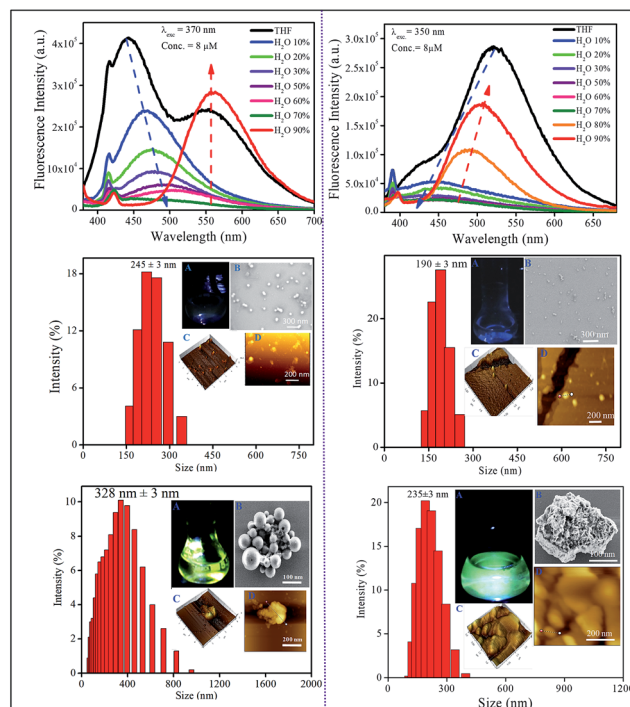 Fluorescence Intensity (a.u.)
4x10⁵
3x10⁵
2x10⁵
1x10⁵
0
λexc = 370 nm
Conc. = 8 µM
THF
H₂O 10%
H₂O 20%
H₂O 30%
H₂O 50%
H₂O 60%
H₂O 70%
H₂O 90%
400 450 500 550 600 650 700
Wavelength (nm)
Fluorescence Intensity (a.u.)
3.0x10⁵
2.5x10⁵
2.0x10⁵
1.5x10⁵
1.0x10⁵
5.0x10⁴
0.0
λexc = 350 nm
Conc. = 8µM
THF
H₂O 10%
H₂O 20%
H₂O 30%
H₂O 50%
H₂O 60%
H₂O 70%
H₂O 80%
H₂O 90%
400 450 500 550 600 650
Wavelength (nm)
Intensity (%)
18
12
6
0
245 ± 3 nm
A
B
300 nm
C
D
200 nm
0 150 300 450 600 750
Size (nm)
Intensity (%)
20
10
0
190 ± 3 nm
A
B
300 nm
C
D
200 nm
0 150 300 450 600 750
Size (nm)
Intensity (%)
10
8
6
4
2
0
328 nm ± 3 nm
A
B
100 nm
C
200 nm
0 400 800 1200 1600 2000
Size (nm)
Intensity (%)
20
15
10
5
0
235±3 nm
A
B
100 nm
C
200 nm
0 300 600 900 1200
Size (nm)